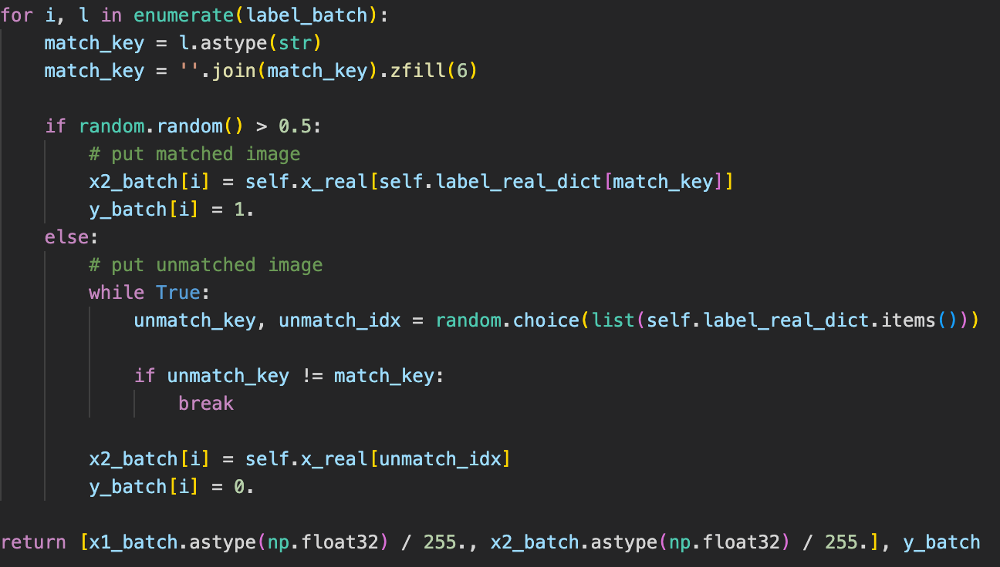 for i, l in enumerate(label_batch):
    match_key = l.astype(str)
    match_key = ''.join(match_key).zfill(6)

    if random.random() > 0.5:
        # put matched image
        x2_batch[i] = self.x_real[self.label_real_dict[match_key]]
        y_batch[i] = 1.
    else:
        # put unmatched image
        while True:
            unmatch_key, unmatch_idx = random.choice(list(self.label_real_dict.items()))

            if unmatch_key != match_key:
                break

        x2_batch[i] = self.x_real[unmatch_idx]
        y_batch[i] = 0.

return [x1_batch.astype(np.float32) / 255., x2_batch.astype(np.float32) / 255.], y_batch